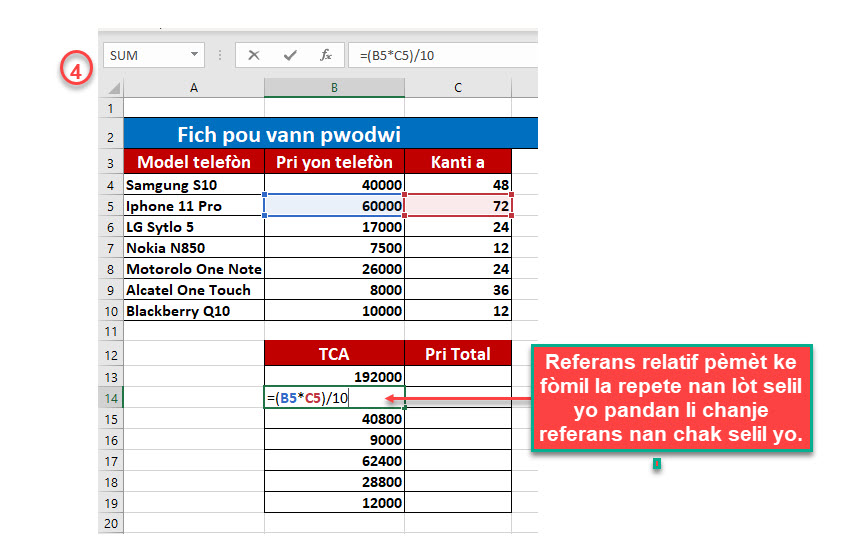 SUM =(B5*C5)/10
4
A B C
1
2 Fich pou vann pwodwi
3 Model telefòn Pri yon telefòn Kanti a
4 Samgung S10 40000 48
5 Iphone 11 Pro 60000 72
6 LG Sytlo 5 17000 24
7 Nokia N850 7500 12
8 Motorolo One Note 26000 24
9 Alcatel One Touch 8000 36
10 Blackberry Q10 10000 12
11
12 TCA Pri Total
13 192000
14 =(B5*C5)/10
15 40800
16 9000
17 62400
18 28800
19 12000
20
Referans relatif pèmèt ke
fòmil la repete nan lòt selil
yo pandan li chanje
referans nan chak selil yo.